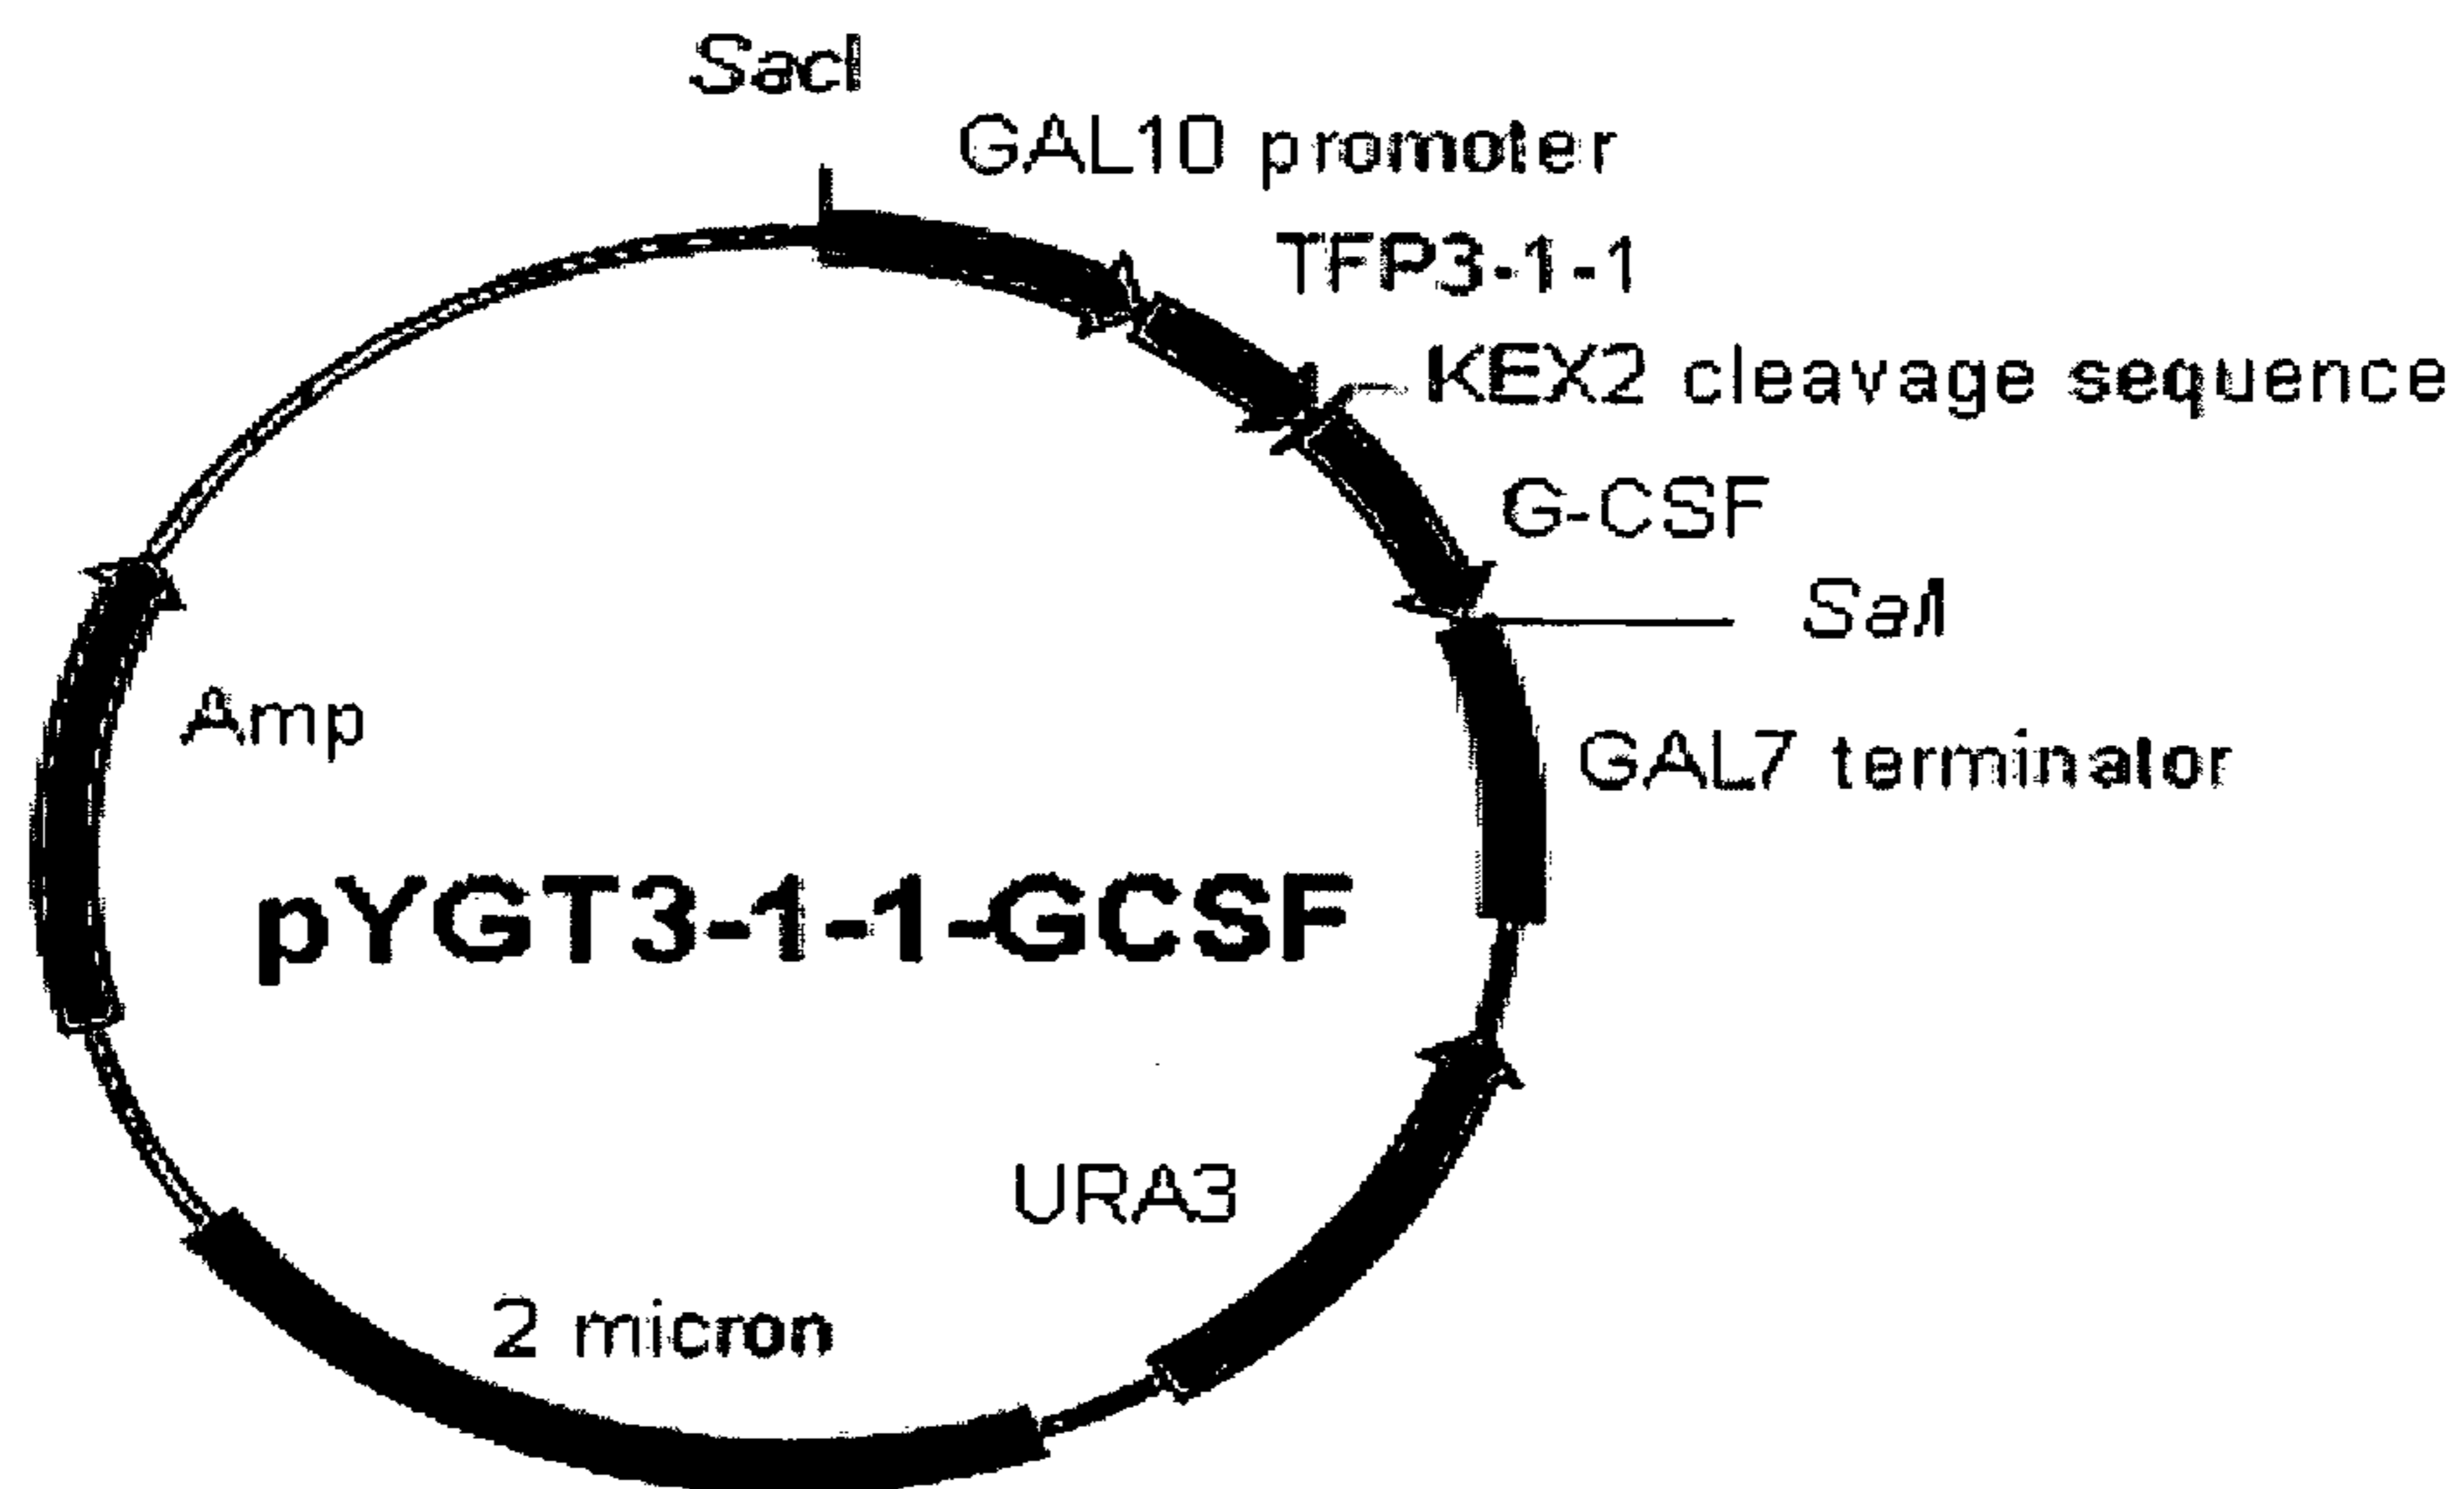 SacI
GAL10 promoter
TFP3-1-1
KEX2 cleavage sequence
G-CSF
SalI
GAL7 terminator
Amp
pYGT3-1-1-GCSF
URA3
2 micron